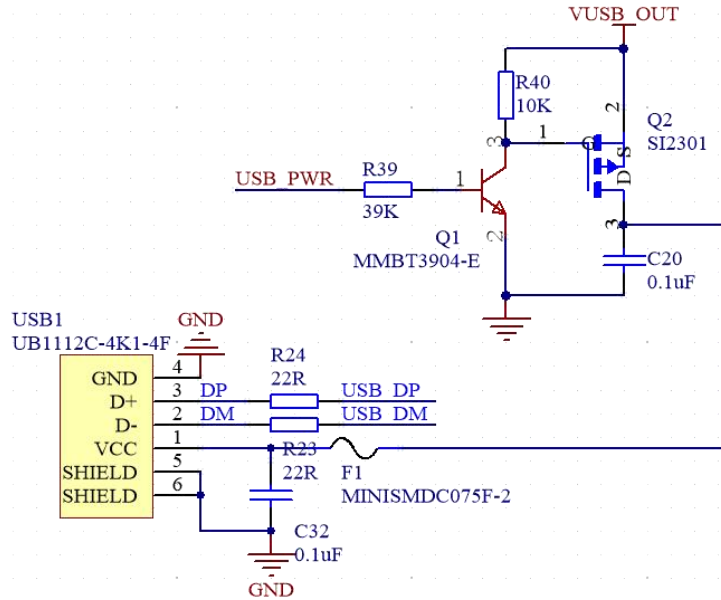 VUSB_OUT
R40
10K
2
Q2
SI2301
3
1
G
S
D
USB_PWR
R39
39K
1
3
Q1
2
MMBT3904-E
C20
0.1uF
USB1
GND
UB1112C-4K1-4F
R24
4
22R
GND
3
DP
USB_DP
D+
2
DM
USB_DM
D-
1
VCC
R23
5
22R
F1
SHIELD
6
MINISMDC075F-2
SHIELD
C32
0.1uF
GND